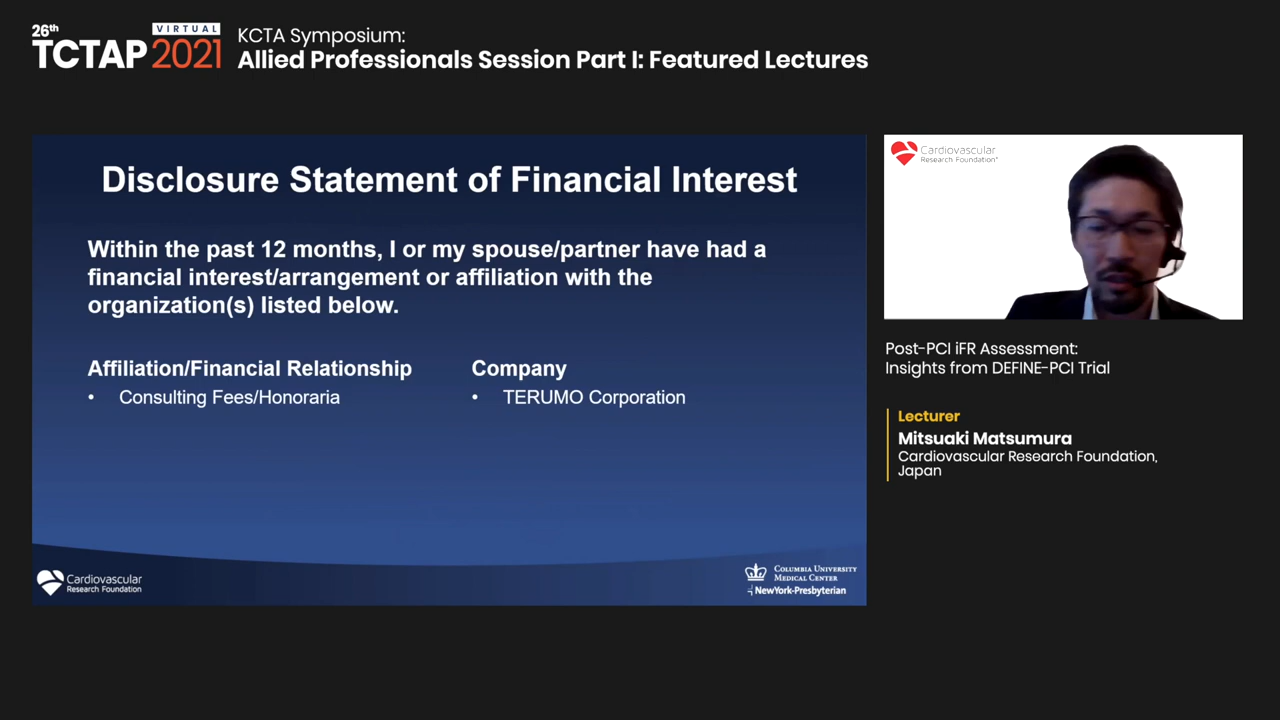 26th
VIRTUAL
TCTAP 2021
KCTA Symposium:
Allied Professionals Session Part I: Featured Lectures
Disclosure Statement of Financial Interest
Within the past 12 months, I or my spouse/partner have had a
financial interest/arrangement or affiliation with the
organization(s) listed below.
Affiliation/Financial Relationship
• Consulting Fees/Honoraria
Company
• TERUMO Corporation
Cardiovascular
Research Foundation
COLUMBIA UNIVERSITY
MEDICAL CENTER
NewYork-Presbyterian
Cardiovascular
Research Foundation
Post-PCI iFR Assessment:
Insights from DEFINE-PCI Trial
Lecturer
Mitsuaki Matsumura
Cardiovascular Research Foundation,
Japan